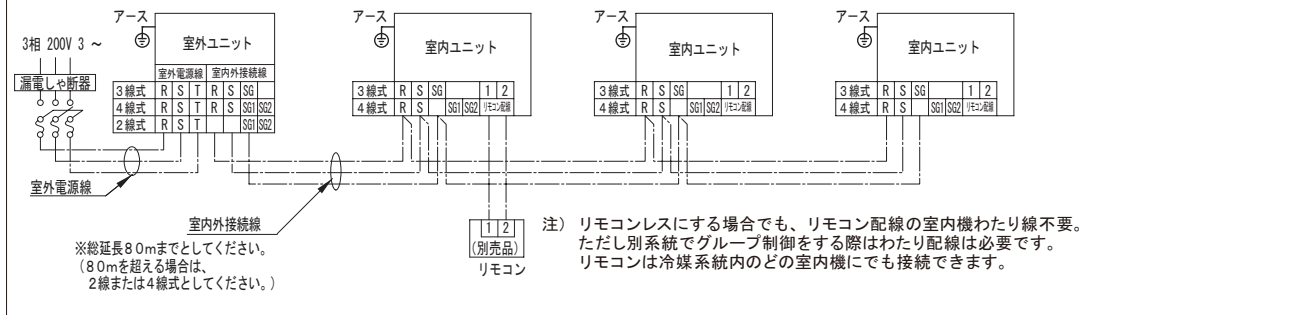 アース
アース
アース
アース
3相 200V 3 ~
室外ユニット
室内ユニット
室内ユニット
室内ユニット
漏電しゃ断器
室外電源線 室内外接続線
3線式 R S T R S SG
4線式 R S T R S SG1 SG2
2線式 R S T SG1 SG2
3線式 R S SG 1 2
4線式 R S SG1 SG2 リモコン配線
3線式 R S SG 1 2
4線式 R S SG1 SG2 リモコン配線
3線式 R S SG 1 2
4線式 R S SG1 SG2 リモコン配線
室外電源線
室内外接続線
※総延長80mまでとしてください。
(80mを超える場合は、
2線または4線式としてください。)
1 2
(別売品)
リモコン
注) リモコンレスにする場合でも、リモコン配線の室内機わたり線不要。
ただし別系統でグループ制御をする際はわたり配線は必要です。
リモコンは冷媒系統内のどの室内機にでも接続できます。